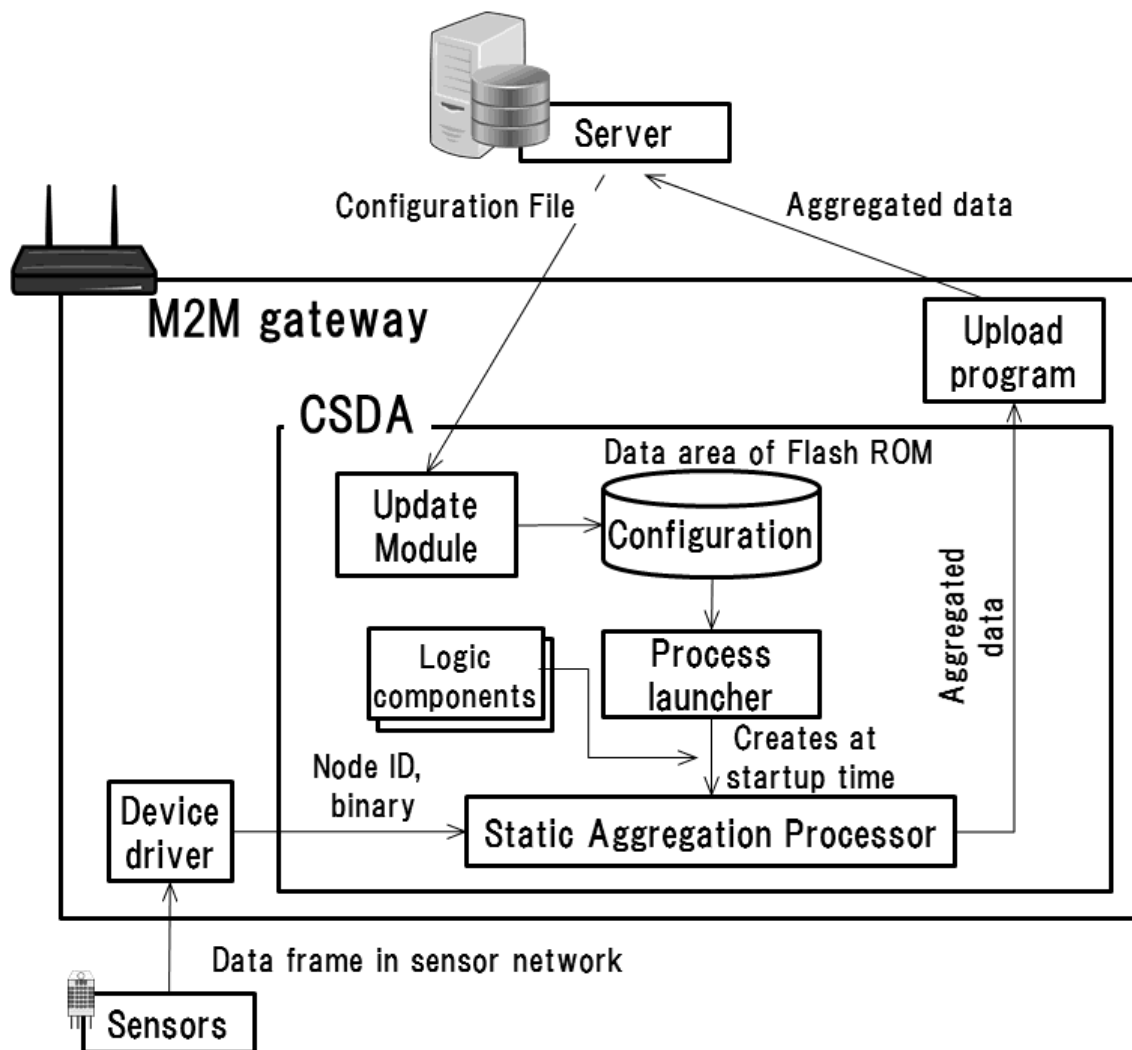 Server
Configuration File
Aggregated data
M2M gateway
Upload
program
CSDA
Data area of Flash ROM
Update
Module
Configuration
Aggregated
data
Logic
components
Process
launcher
Creates at
startup time
Node ID,
binary
Device
driver
Static Aggregation Processor
Data frame in sensor network
Sensors